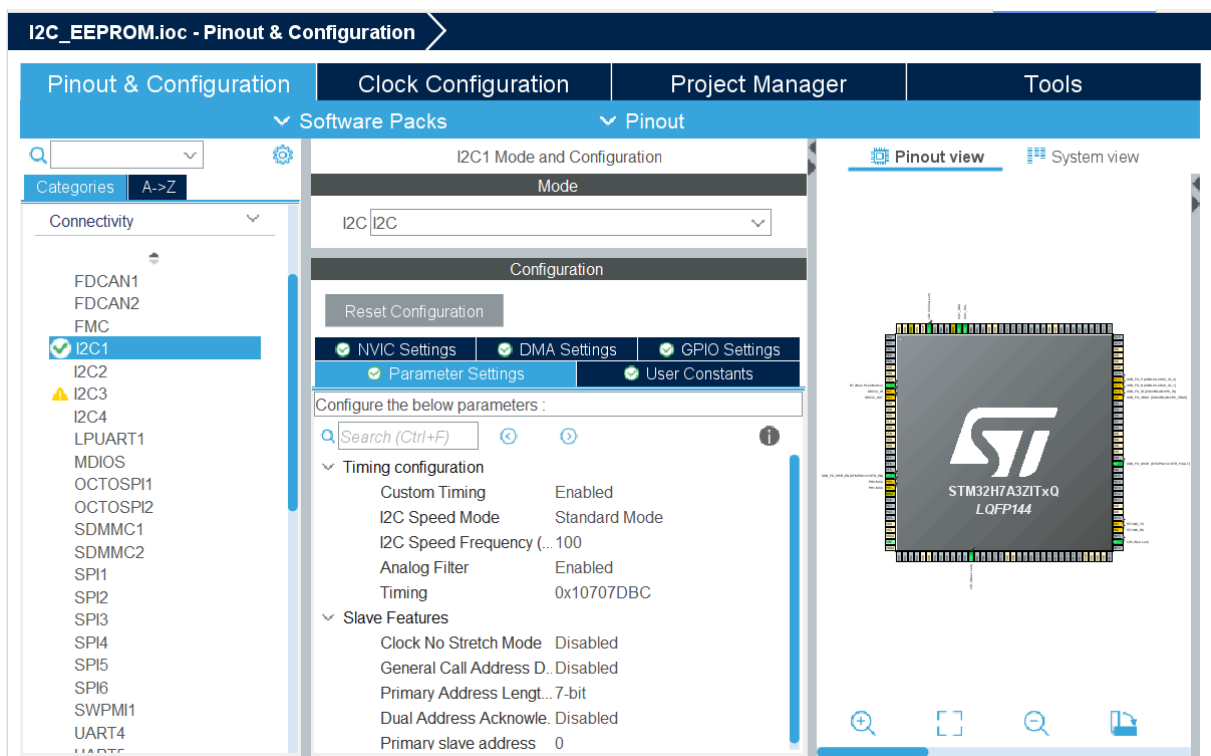 I2C_EEPROM.ioc - Pinout & Configuration
Pinout & Configuration
Clock Configuration
Project Manager
Tools
Software Packs
Pinout
Categories
A->Z
Connectivity
FDCAN1
FDCAN2
FMC
I2C1
I2C2
I2C3
I2C4
LPUART1
MDIOS
OCTOSPI1
OCTOSPI2
SDMMC1
SDMMC2
SPI1
SPI2
SPI3
SPI4
SPI5
SPI6
SWPMI1
UART4
UART5
I2C1 Mode and Configuration
Mode
I2C I2C
Configuration
Reset Configuration
NVIC Settings
DMA Settings
GPIO Settings
Parameter Settings
User Constants
Configure the below parameters :
Search (Ctrl+F)
Timing configuration
Custom Timing Enabled
I2C Speed Mode Standard Mode
I2C Speed Frequency (... 100
Analog Filter Enabled
Timing 0x10707DBC
Slave Features
Clock No Stretch Mode Disabled
General Call Address D.. Disabled
Primary Address Lengt... 7-bit
Dual Address Acknowle. Disabled
Primary slave address 0
Pinout view
System view
STM32H7A3ZITxQ
LQFP144